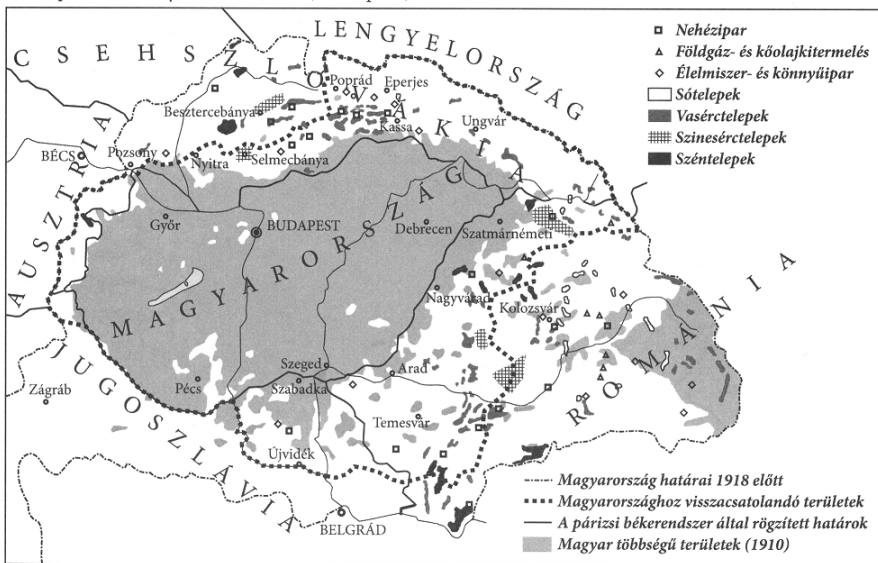 CSEHSZLOVÁKIA
LENGYELORSZÁG
AUSZTRIA
MAGYARORSZÁG
ROMÁNIA
JUGOSZLÁVIA
Nehézipar
Földgáz- és kőolajkitermelés
Élelmiszer- és könnyűipar
Sótelepek
Vasérctelepek
Szinesérctelepek
Széntelepek
Poprád
Eperjes
Besztercebánya
Kassa
Ungvár
BÉCS
Pozsony
Nyitra
Selmecbánya
Győr
BUDAPEST
Debrecen
Szatmárnémeti
Nagyvárad
Kolozsvár
Pécs
Szeged
Szabadka
Arad
Zágráb
Temesvár
Újvidék
BELGRÁD
Magyarország határai 1918 előtt
Magyarországhoz visszacsatolandó területek
A párizsi békerendszer által rögzített határok
Magyar többségű területek (1910)